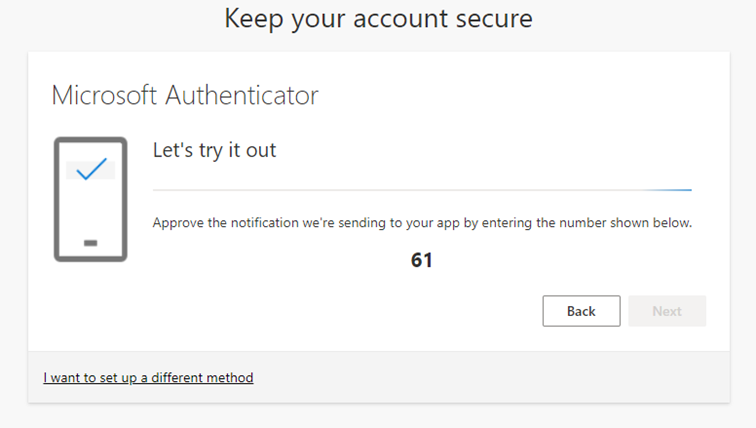 Keep your account secure
Microsoft Authenticator
Let's try it out
Approve the notification we're sending to your app by entering the number shown below.
61
Back
Next
I want to set up a different method